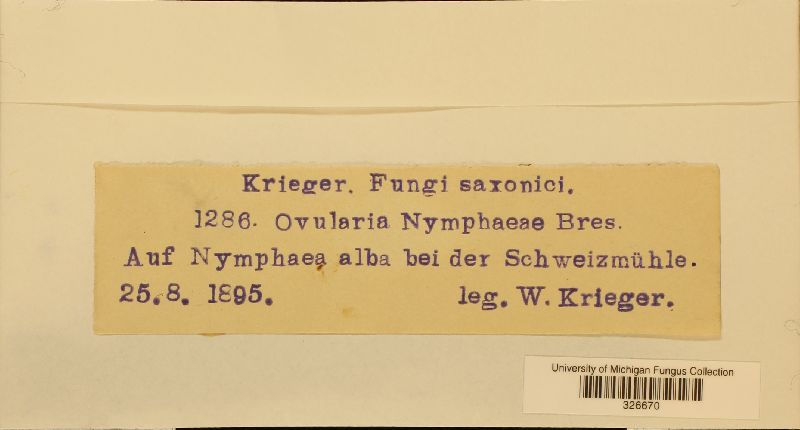 Krieger. Fungi saxonici.
1286. Ovularia Nymphaeae Bres.
Auf Nymphaea alba bei der Schweizmühle.
25.8. 1895. leg. W. Krieger.
University of Michigan Fungus Collection
326670